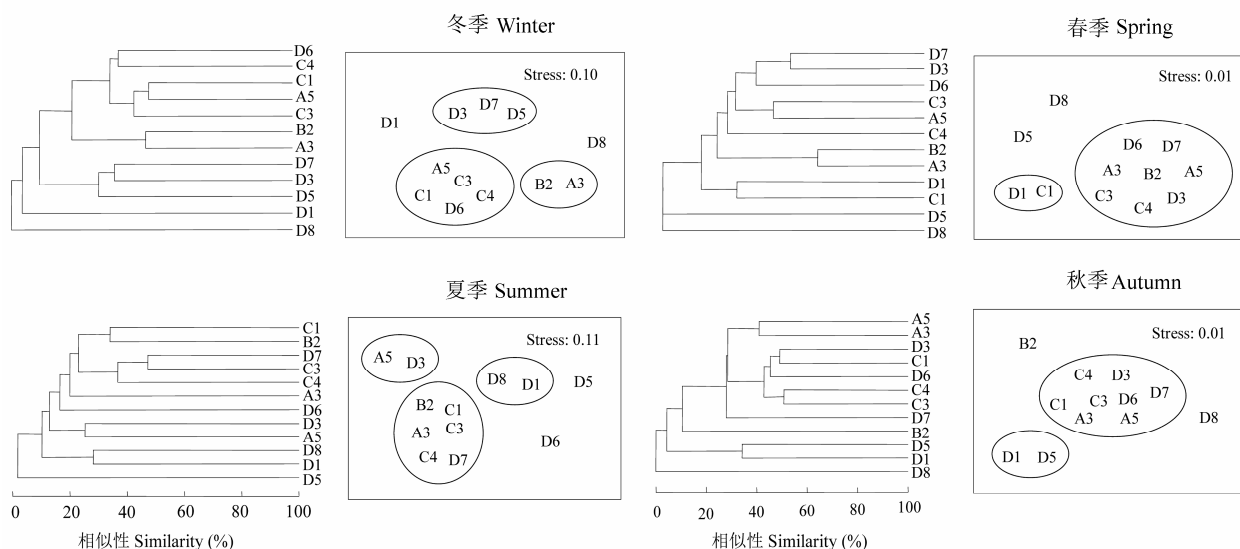 冬季 Winter
D6
C4
C1
A5
C3
B2
A3
D7
D3
D5
D1
D8
Stress: 0.10
D7
D3 D5
D1
D8
A5
C3
B2 A3
C1 C4
D6
春季 Spring
D7
D3
D6
C3
A5
C4
B2
A3
D1
C1
D5
D8
Stress: 0.01
D8
D5
D6 D7
A3 B2 A5
D1 C1
C3 D3
C4
夏季 Summer
C1
B2
D7
C3
C4
A3
D6
D3
A5
D8
D1
D5
0 20 40 60 80 100
相似性 Similarity (%)
Stress: 0.11
A5 D3
D8 D1 D5
B2 C1
A3 C3
D6
C4 D7
秋季 Autumn
A5
A3
D3
C1
D6
C4
C3
D7
B2
D5
D1
D8
0 20 40 60 80 100
相似性 Similarity (%)
Stress: 0.01
B2
C4 D3
C1 C3 D6 D7
A3 A5 D8
D1 D5